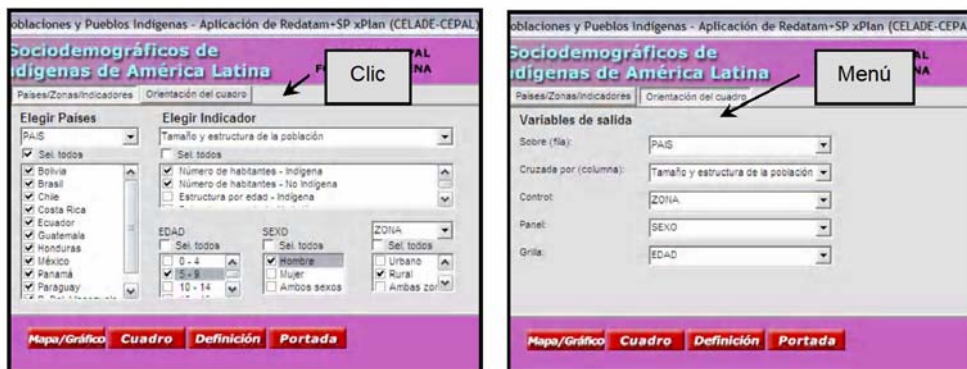 oblaciones y Pueblos Indígenas - Aplicación de Redatam+SP xPlan (CELADE-CEPAL)
Sociodemográficos de
ndígenas de América Latina
Clic
Países/Zonas/Indicadores Orientación del cuadro
Elegir Países Elegir Indicador
PAIS Tamaño y estructura de la población
Sel. todos Sel. todos
Bolivia
Brasil
Chile
Costa Rica
Ecuador
Guatemala
Honduras
México
Panamá
Paraguay
Número de habitantes - Indígena
Número de habitantes - No Indígena
Estructura por edad - Indígena
EDAD SEXO ZONA
Sel. todos Sel. todos Sel. todos
0 - 4 Hombre Urbano
5 - 9 Mujer Rural
10 - 14 Ambos sexos Ambas zon
Mapa/Gráfico Cuadro Definición Portada
oblaciones y Pueblos Indígenas - Aplicación de Redatam+SP xPlan (CELADE-CEPA
Sociodemográficos de
ndígenas de América Latina
Menú
Países/Zonas/Indicadores Orientación del cuadro
Variables de salida
Sobre (fila): PAIS
Cruzada por (columna): Tamaño y estructura de la población
Control: ZONA
Panel: SEXO
Grilla: EDAD
Mapa/Gráfico Cuadro Definición Portada